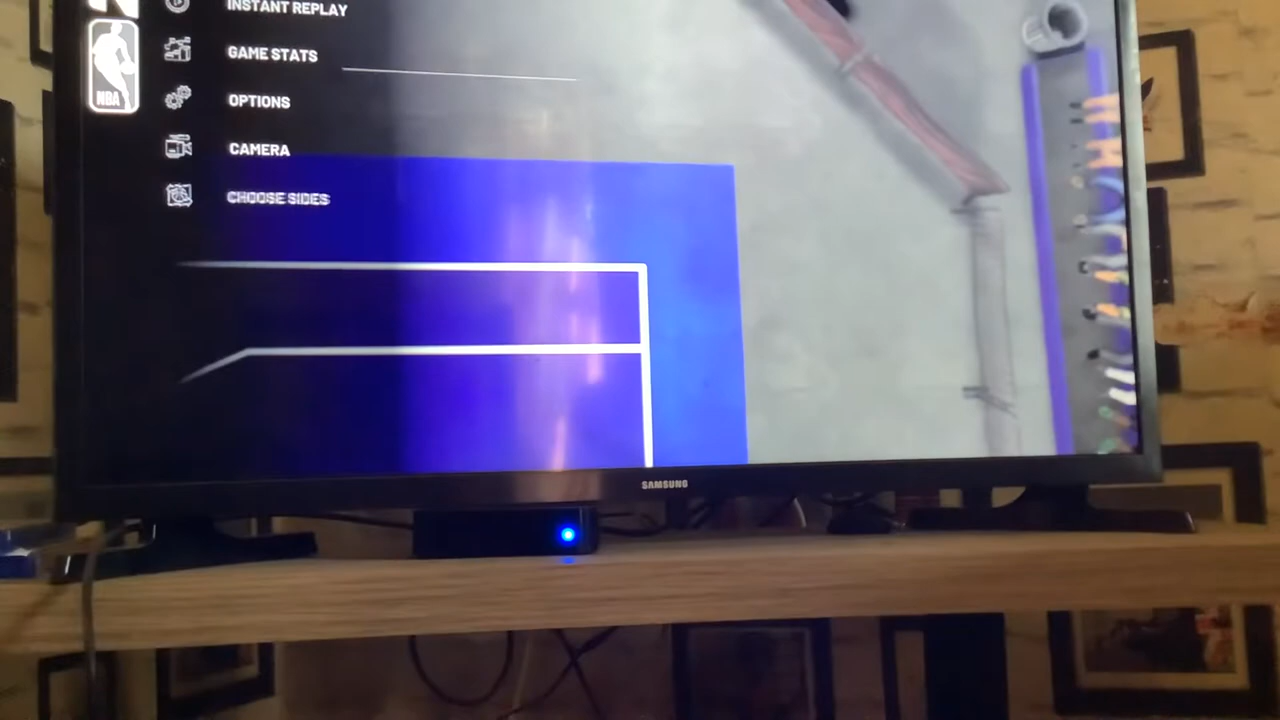 INSTANT REPLAY
GAME STATS
OPTIONS
CAMERA
CHOOSE SIDES
NBA
SAMSUNG